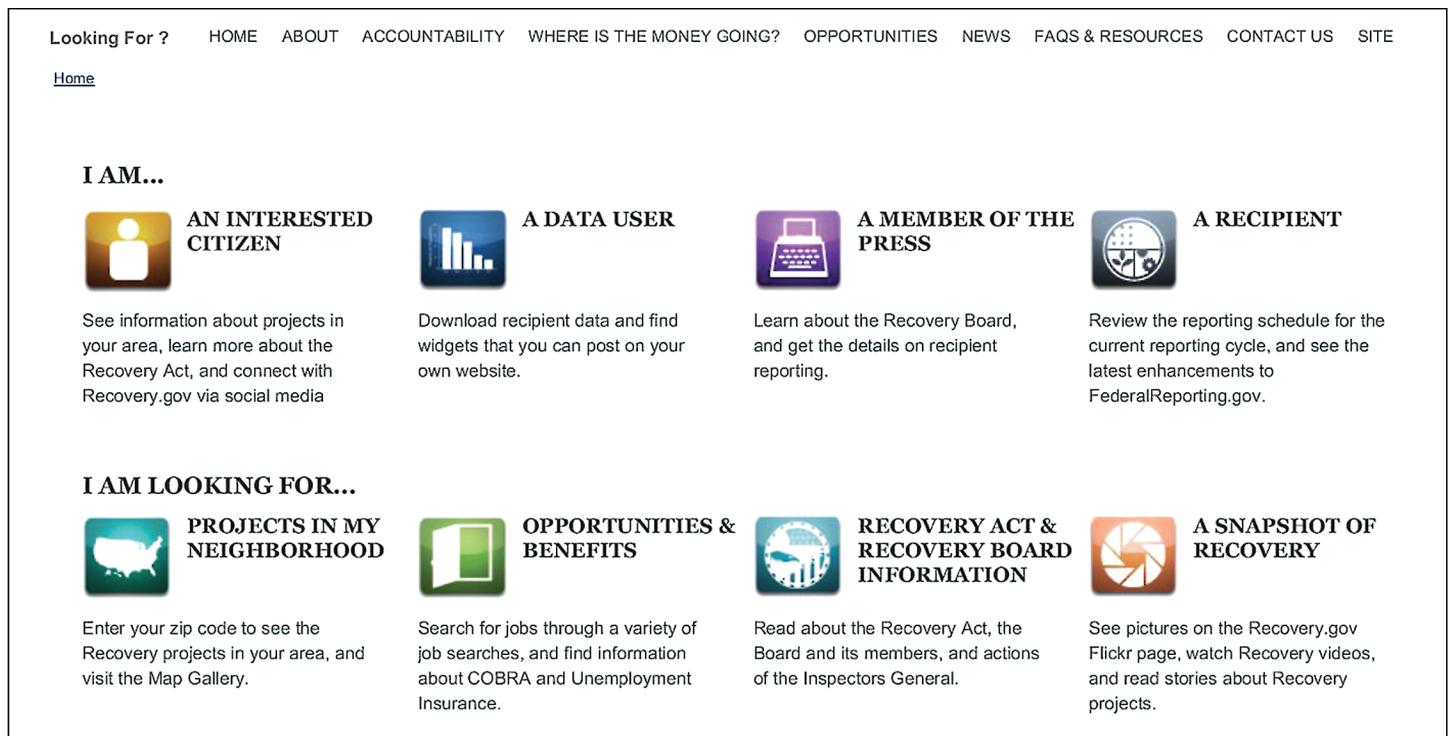 Looking For ? HOME ABOUT ACCOUNTABILITY WHERE IS THE MONEY GOING? OPPORTUNITIES NEWS FAQS & RESOURCES CONTACT US SITE
Home
I AM...
AN INTERESTED
CITIZEN
See information about projects in
your area, learn more about the
Recovery Act, and connect with
Recovery.gov via social media
A DATA USER
Download recipient data and find
widgets that you can post on your
own website.
A MEMBER OF THE
PRESS
Learn about the Recovery Board,
and get the details on recipient
reporting.
A RECIPIENT
Review the reporting schedule for the
current reporting cycle, and see the
latest enhancements to
FederalReporting.gov.
I AM LOOKING FOR...
PROJECTS IN MY
NEIGHBORHOOD
Enter your zip code to see the
Recovery projects in your area, and
visit the Map Gallery.
OPPORTUNITIES &
BENEFITS
Search for jobs through a variety of
job searches, and find information
about COBRA and Unemployment
Insurance.
RECOVERY ACT &
RECOVERY BOARD
INFORMATION
Read about the Recovery Act, the
Board and its members, and actions
of the Inspectors General.
A SNAPSHOT OF
RECOVERY
See pictures on the Recovery.gov
Flickr page, watch Recovery videos,
and read stories about Recovery
projects.